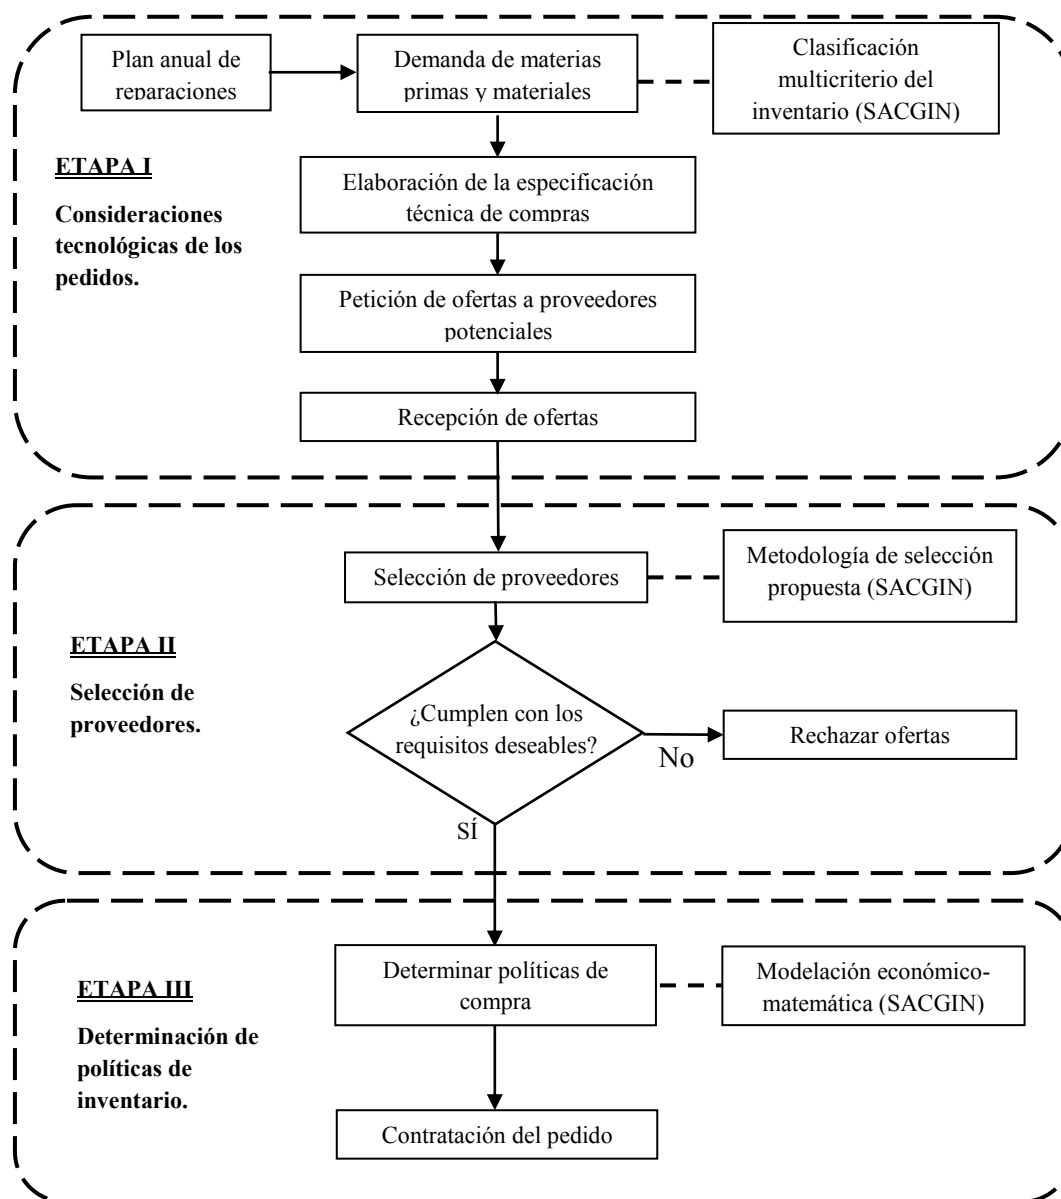 Plan anual de
reparaciones
Demanda de materias
primas y materiales
Clasificación
multicriterio del
inventario (SACGIN)
ETAPA I
Consideraciones
tecnológicas de los
pedidos.
Elaboración de la especificación
técnica de compras
Petición de ofertas a proveedores
potenciales
Recepción de ofertas
Selección de proveedores
Metodología de selección
propuesta (SACGIN)
ETAPA II
Selección de
proveedores.
¿Cumplen con los
requisitos deseables?
No
Rechazar ofertas
SÍ
Determinar políticas de
compra
Modelación económico-
matemática (SACGIN)
ETAPA III
Determinación de
políticas de
inventario.
Contratación del pedido